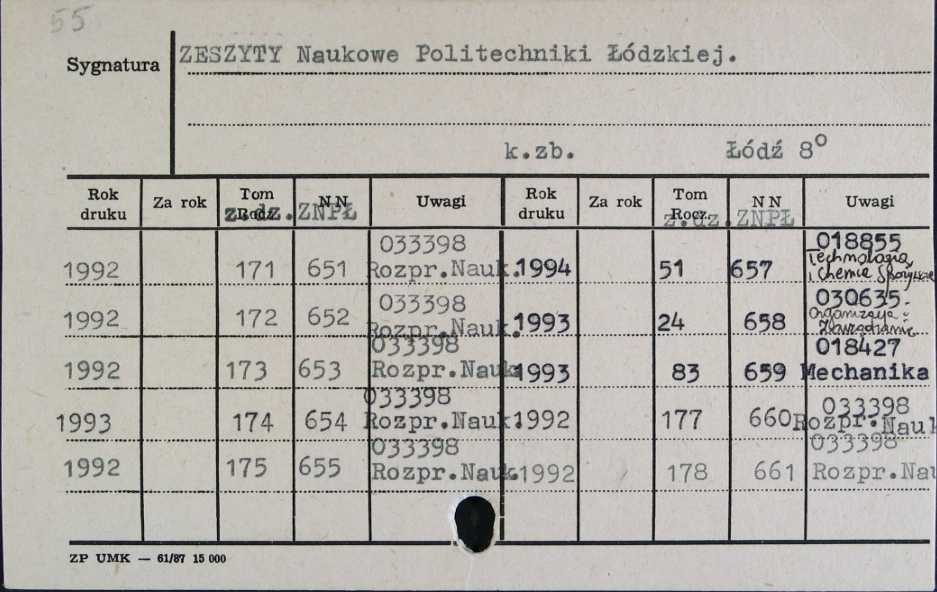 55
Sygnatura ZESZYTY Naukowe Politechniki Łódzkiej.
k.zb. Łódź 8°
Rok druku Za rok Tom Rocz. z.dz. NN ZNPŁ Uwagi Rok druku Za rok Tom Rocz. z.dz. NN ZNPŁ Uwagi
1992 171 651 033398 Rozpr.Nauk. 1994 51 657 018855 Technologia i Chemia Spożywcza
1992 172 652 033398 Rozpr.Nauk. 1993 24 658 030635. Organizacja i Zarządzanie
1992 173 653 033398 Rozpr.Nauk. 1993 83 659 018427 Mechanika
1993 174 654 033398 Rozpr.Nauk. 1992 177 660 033398 Rozpr.Nauk
1992 175 655 033398 Rozpr.Nauk. 1992 178 661 033398 Rozpr.Nau
ZP UMK — 61/87 15 000